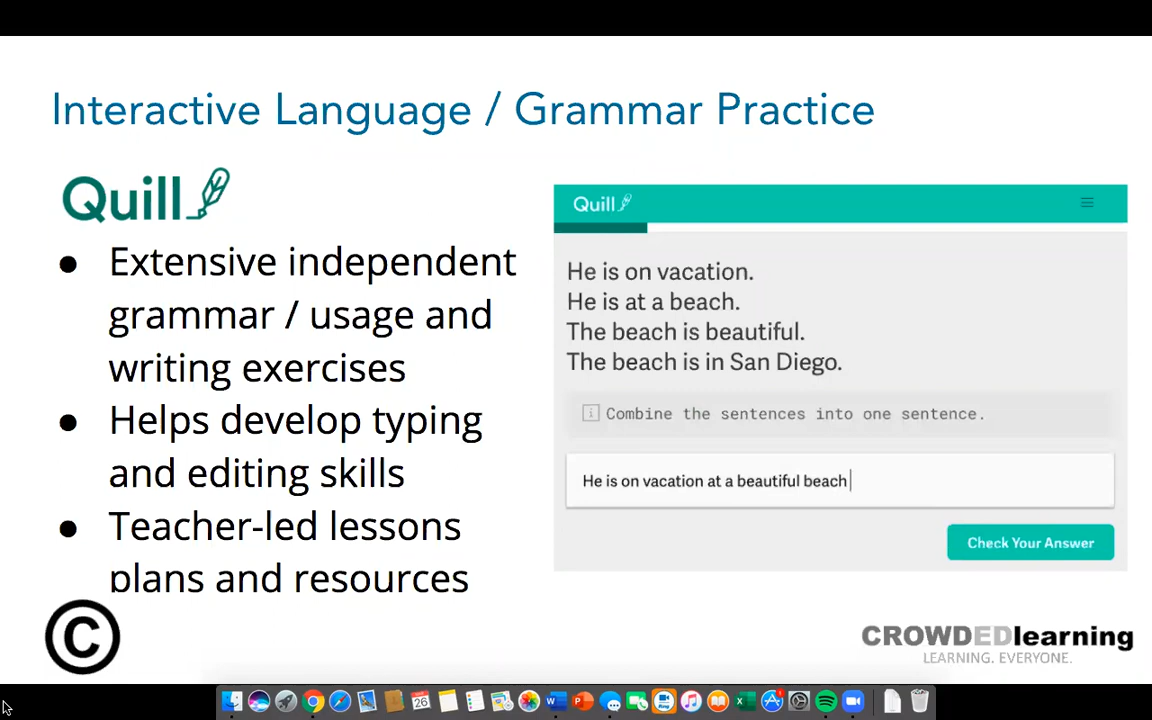 Interactive Language / Grammar Practice
Quill
● Extensive independent
grammar / usage and
writing exercises
● Helps develop typing
and editing skills
● Teacher-led lessons
plans and resources
©
Quill
He is on vacation.
He is at a beach.
The beach is beautiful.
The beach is in San Diego.
Combine the sentences into one sentence.
He is on vacation at a beautiful beach
Check Your Answer
CROWDEDlearning
LEARNING. EVERYONE.
26